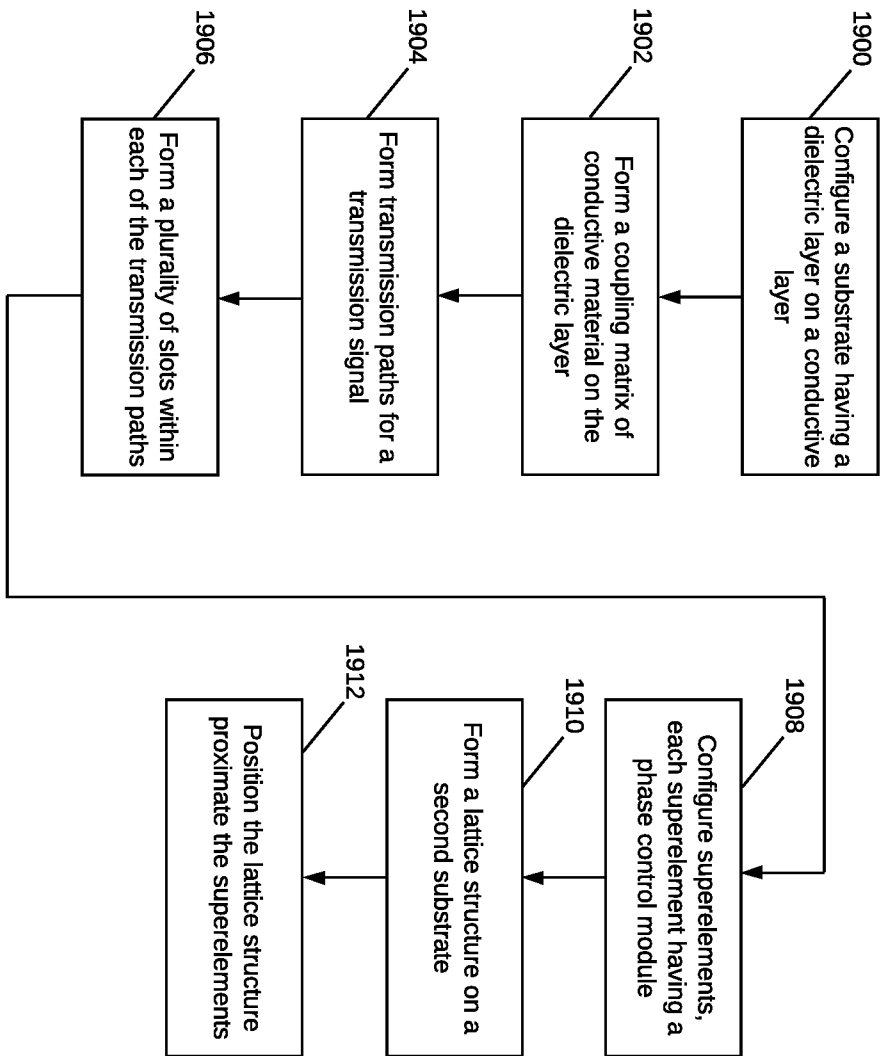 1900
Configure a substrate having a
dielectric layer on a conductive
layer
1902
Form a coupling matrix of
conductive material on the
dielectric layer
1904
Form transmission paths for a
transmission signal
1906
Form a plurality of slots within
each of the transmission paths
1908
Configure superelements,
each superelement having a
phase control module
1910
Form a lattice structure on a
second substrate
1912
Position the lattice structure
proximate the superelements